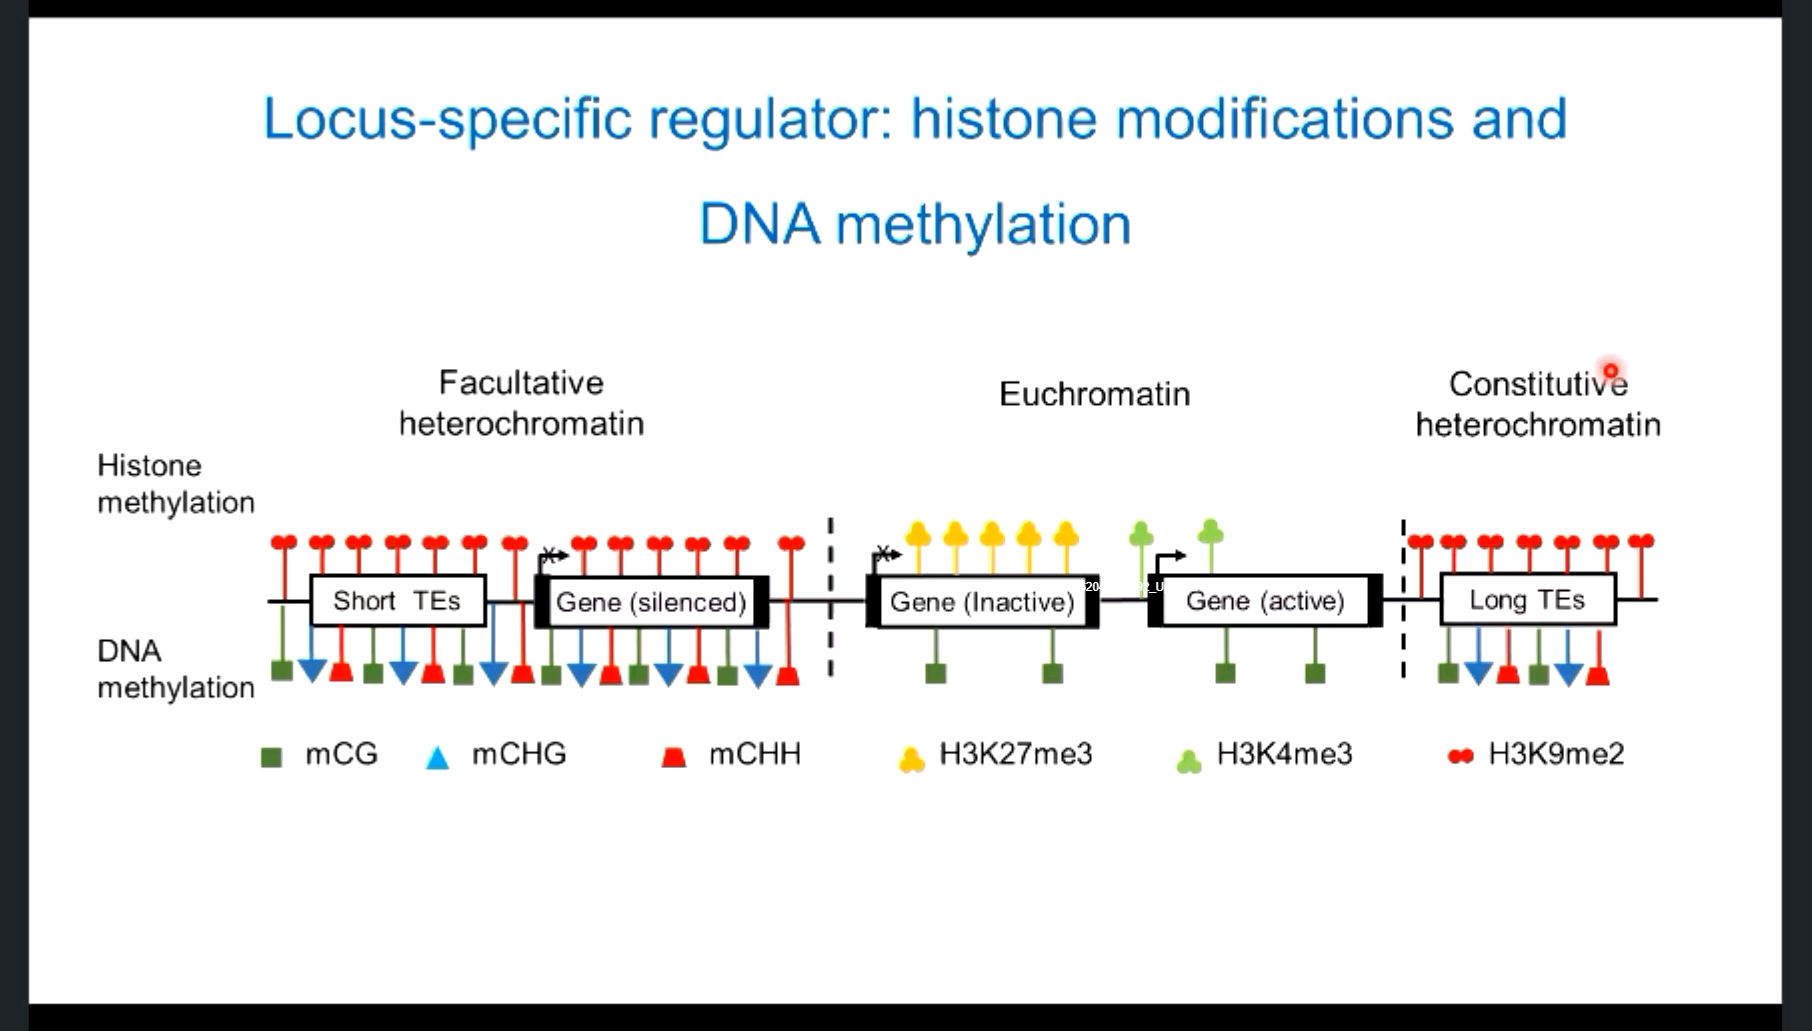 Locus-specific regulator: histone modifications and
DNA methylation
Facultative
heterochromatin
Euchromatin
Constitutive
heterochromatin
Histone
methylation
Short TEs
Gene (silenced)
Gene (Inactive)
Gene (active)
Long TEs
DNA
methylation
mCG
mCHG
mCHH
H3K27me3
H3K4me3
H3K9me2